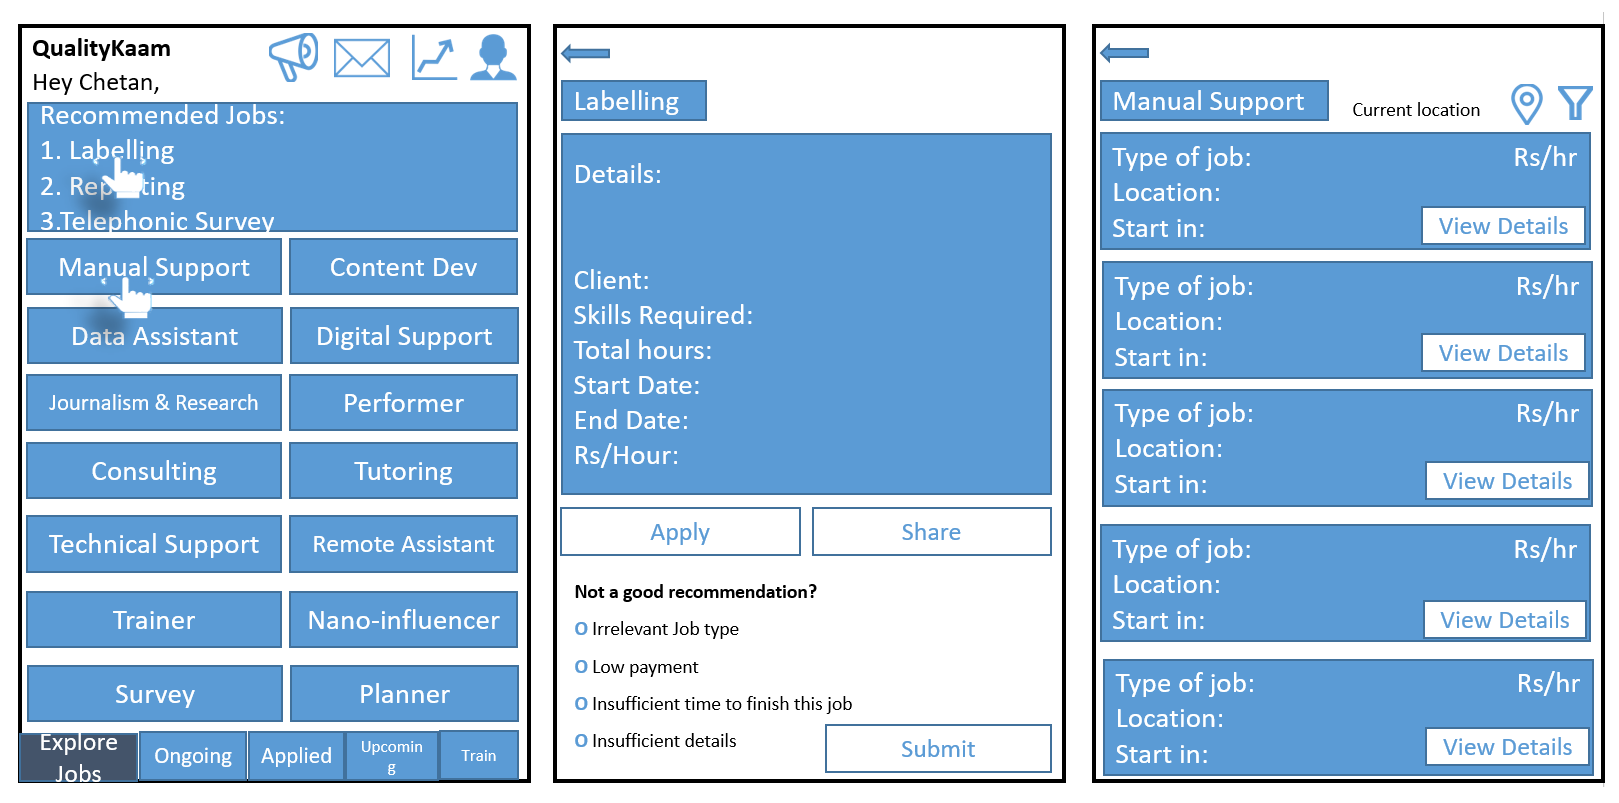 QualityKaam
Hey Chetan,
Recommended Jobs:
1. Labelling
2. Reporting
3.Telephonic Survey
Manual Support
Content Dev
Data Assistant
Digital Support
Journalism & Research
Performer
Consulting
Tutoring
Technical Support
Remote Assistant
Trainer
Nano-influencer
Survey
Planner
Explore
Jobs
Ongoing
Applied
Upcomin
g
Train
Labelling
Details:
Client:
Skills Required:
Total hours:
Start Date:
End Date:
Rs/Hour:
Apply
Share
Not a good recommendation?
O Irrelevant Job type
O Low payment
O Insufficient time to finish this job
O Insufficient details
Submit
Manual Support
Current location
Type of job: Rs/hr
Location:
Start in:
View Details
Type of job: Rs/hr
Location:
Start in:
View Details
Type of job: Rs/hr
Location:
Start in:
View Details
Type of job: Rs/hr
Location:
Start in:
View Details
Type of job: Rs/hr
Location:
Start in:
View Details